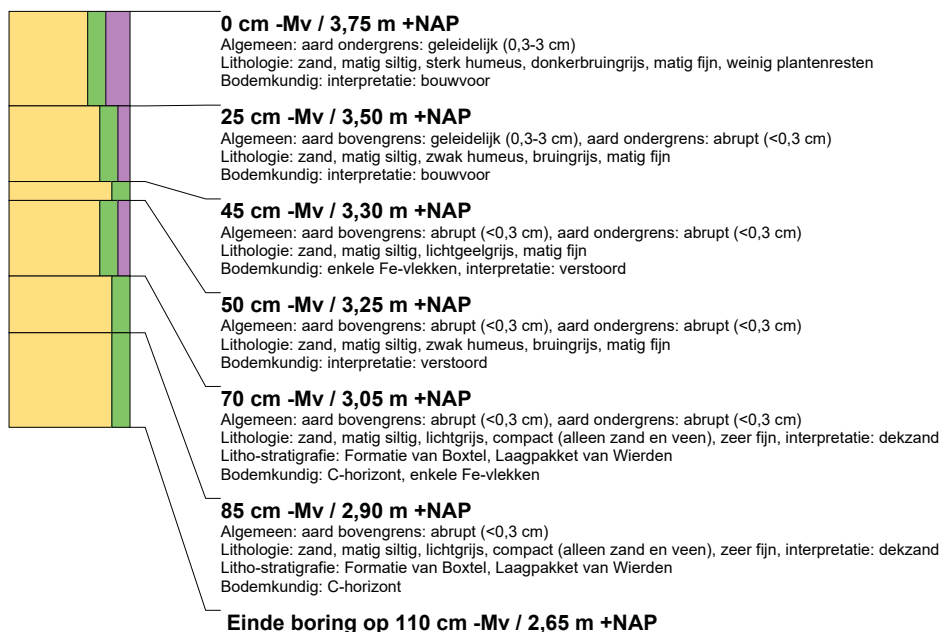 0 cm -Mv / 3,75 m +NAP
Algemeen: aard ondergrens: geleidelijk (0,3-3 cm)
Lithologie: zand, matig siltig, sterk humeus, donkerbruingrijs, matig fijn, weinig plantenresten
Bodemkundig: interpretatie: bouwvoor
25 cm -Mv / 3,50 m +NAP
Algemeen: aard bovengrens: geleidelijk (0,3-3 cm), aard ondergrens: abrupt (<0,3 cm)
Lithologie: zand, matig siltig, zwak humeus, bruingrijs, matig fijn
Bodemkundig: interpretatie: bouwvoor
45 cm -Mv / 3,30 m +NAP
Algemeen: aard bovengrens: abrupt (<0,3 cm), aard ondergrens: abrupt (<0,3 cm)
Lithologie: zand, matig siltig, lichtgeelgrijs, matig fijn
Bodemkundig: enkele Fe-vlekken, interpretatie: verstoord
50 cm -Mv / 3,25 m +NAP
Algemeen: aard bovengrens: abrupt (<0,3 cm), aard ondergrens: abrupt (<0,3 cm)
Lithologie: zand, matig siltig, zwak humeus, bruingrijs, matig fijn
Bodemkundig: interpretatie: verstoord
70 cm -Mv / 3,05 m +NAP
Algemeen: aard bovengrens: abrupt (<0,3 cm), aard ondergrens: abrupt (<0,3 cm)
Lithologie: zand, matig siltig, lichtgrijs, compact (alleen zand en veen), zeer fijn, interpretatie: dekzand
Litho-stratigrafie: Formatie van Boxtel, Laagpakket van Wierden
Bodemkundig: C-horizont, enkele Fe-vlekken
85 cm -Mv / 2,90 m +NAP
Algemeen: aard bovengrens: abrupt (<0,3 cm)
Lithologie: zand, matig siltig, lichtgrijs, compact (alleen zand en veen), zeer fijn, interpretatie: dekzand
Litho-stratigrafie: Formatie van Boxtel, Laagpakket van Wierden
Bodemkundig: C-horizont
Einde boring op 110 cm -Mv / 2,65 m +NAP